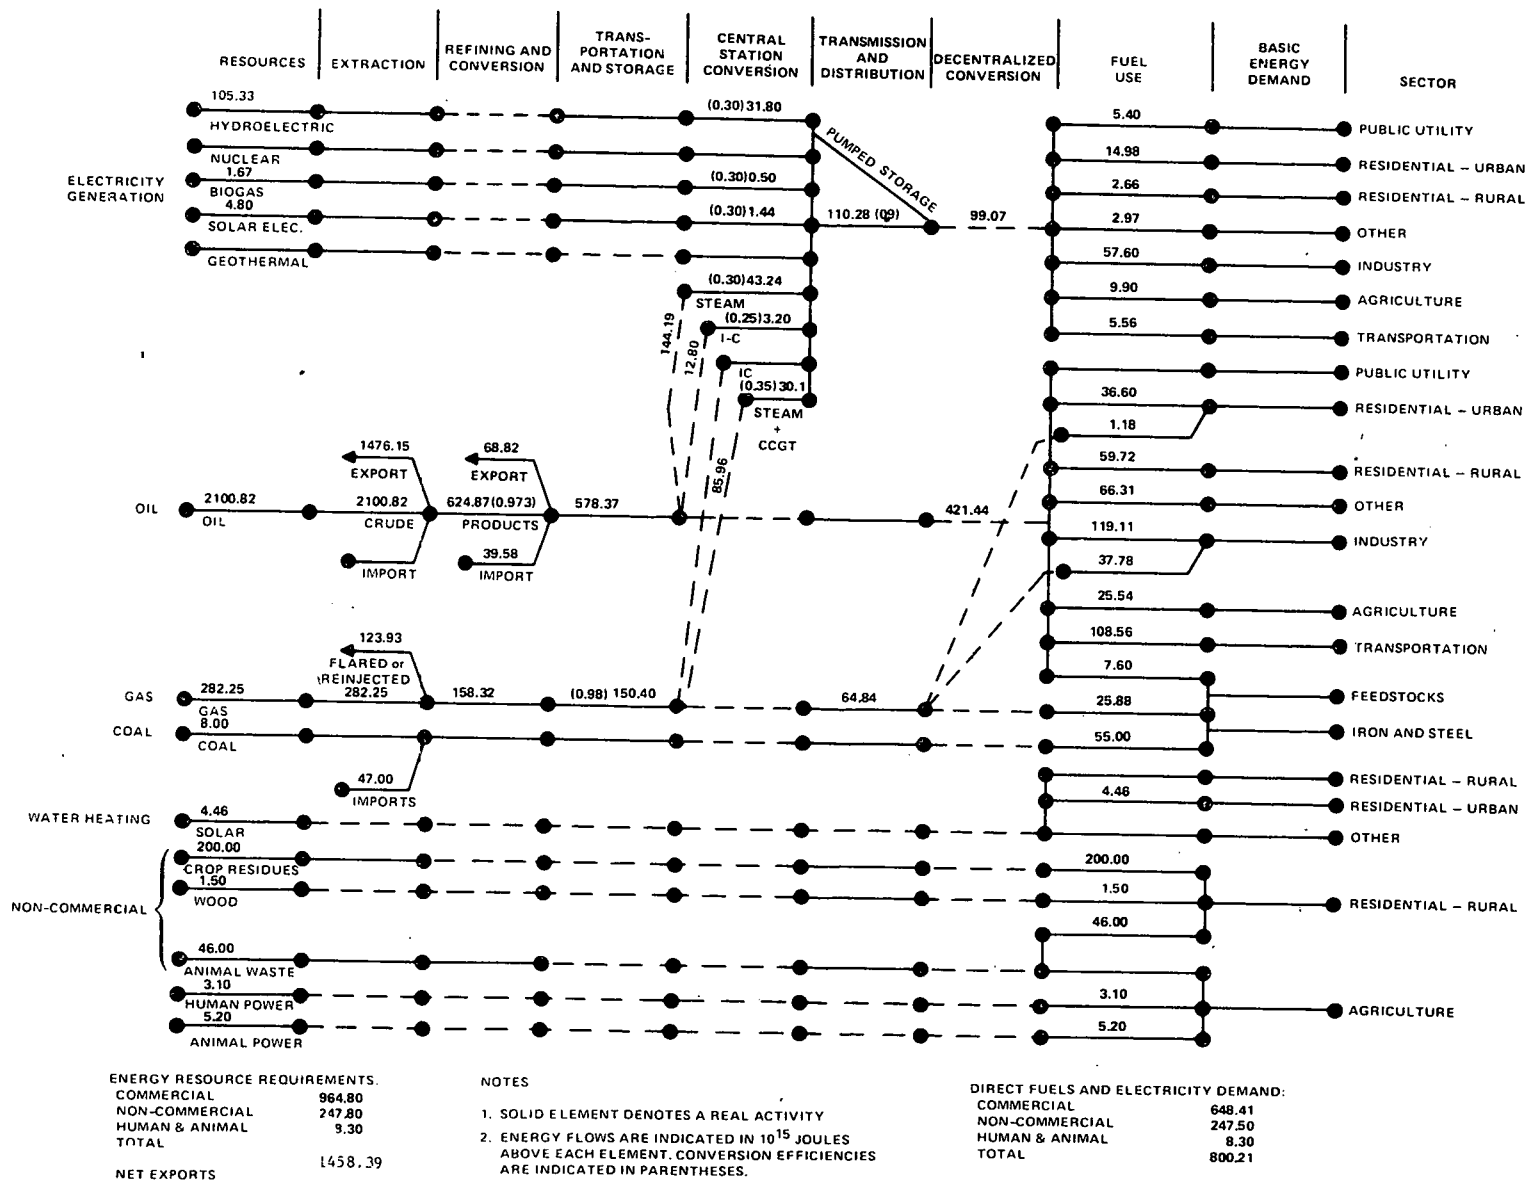 RESOURCES
EXTRACTION
REFINING AND
CONVERSION
TRANS-
PORTATION
AND STORAGE
CENTRAL
STATION
CONVERSION
TRANSMISSION
AND
DISTRIBUTION
DECENTRALIZED
CONVERSION
FUEL
USE
BASIC
ENERGY
DEMAND
SECTOR
105.33
HYDROELECTRIC
(0.30)31.80
PUMPED STORAGE
5.40
PUBLIC UTILITY
NUCLEAR
14.98
RESIDENTIAL – URBAN
ELECTRICITY
GENERATION
1.67
BIOGAS
(0.30)0.50
2.66
RESIDENTIAL – RURAL
4.80
SOLAR ELEC.
(0.30)1.44
110.28 (09)
99.07
2.97
OTHER
GEOTHERMAL
57.60
INDUSTRY
(0.30)43.24
STEAM
9.90
AGRICULTURE
144.19
12.80
(0.25)3.20
I-C
5.56
TRANSPORTATION
IC
PUBLIC UTILITY
(0.35)30.1
STEAM
+
CCGT
85.96
36.60
RESIDENTIAL – URBAN
1.18
59.72
RESIDENTIAL – RURAL
1476.15
EXPORT
68.82
EXPORT
OIL
2100.82
OIL
2100.82
CRUDE
624.87(0.973)
PRODUCTS
578.37
421.44
66.31
OTHER
119.11
INDUSTRY
IMPORT
39.58
IMPORT
37.78
25.54
AGRICULTURE
108.56
TRANSPORTATION
123.93
FLARED or
REINJECTED
7.60
FEEDSTOCKS
GAS
282.25
GAS
282.25
158.32
(0.98) 150.40
64.84
25.88
COAL
8.00
COAL
55.00
IRON AND STEEL
47.00
IMPORTS
RESIDENTIAL – RURAL
4.46
RESIDENTIAL – URBAN
WATER HEATING
4.46
SOLAR
OTHER
NON-COMMERCIAL
200.00
CROP RESIDUES
200.00
1.50
WOOD
1.50
RESIDENTIAL – RURAL
46.00
46.00
ANIMAL WASTE
3.10
HUMAN POWER
3.10
AGRICULTURE
5.20
ANIMAL POWER
5.20
ENERGY RESOURCE REQUIREMENTS.
COMMERCIAL 964.80
NON-COMMERCIAL 247.80
HUMAN & ANIMAL 9.30
TOTAL
1458.39
NET EXPORTS
NOTES
1. SOLID ELEMENT DENOTES A REAL ACTIVITY
2. ENERGY FLOWS ARE INDICATED IN 10¹⁵ JOULES
ABOVE EACH ELEMENT. CONVERSION EFFICIENCIES
ARE INDICATED IN PARENTHESES.
DIRECT FUELS AND ELECTRICITY DEMAND:
COMMERCIAL 648.41
NON-COMMERCIAL 247.50
HUMAN & ANIMAL 8.30
TOTAL 800.21